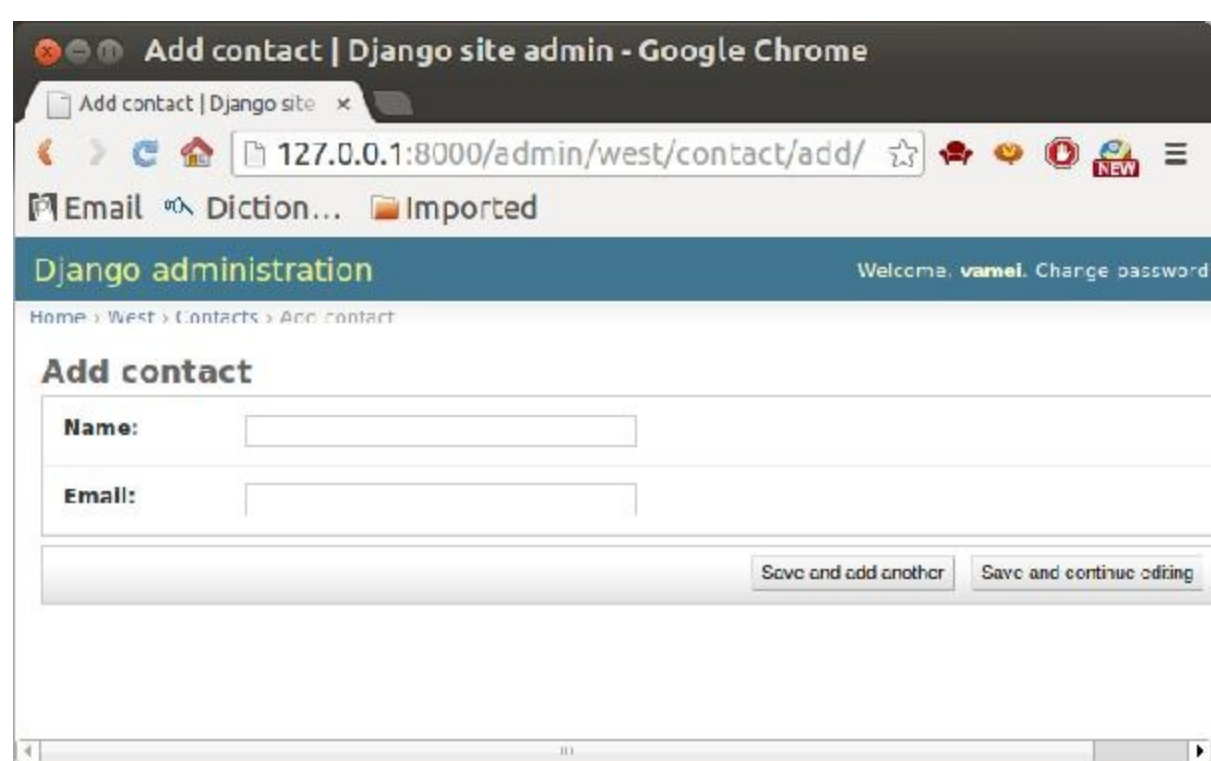 Add contact | Django site admin - Google Chrome
Add contact | Django site
127.0.0.1:8000/admin/west/contact/add/
NEW
Email Diction... Imported
Django administration
Welcome, vamei. Change password
Home › West › Contacts › Add contact
Add contact
Name:
Email:
Save and add another
Save and continue editing